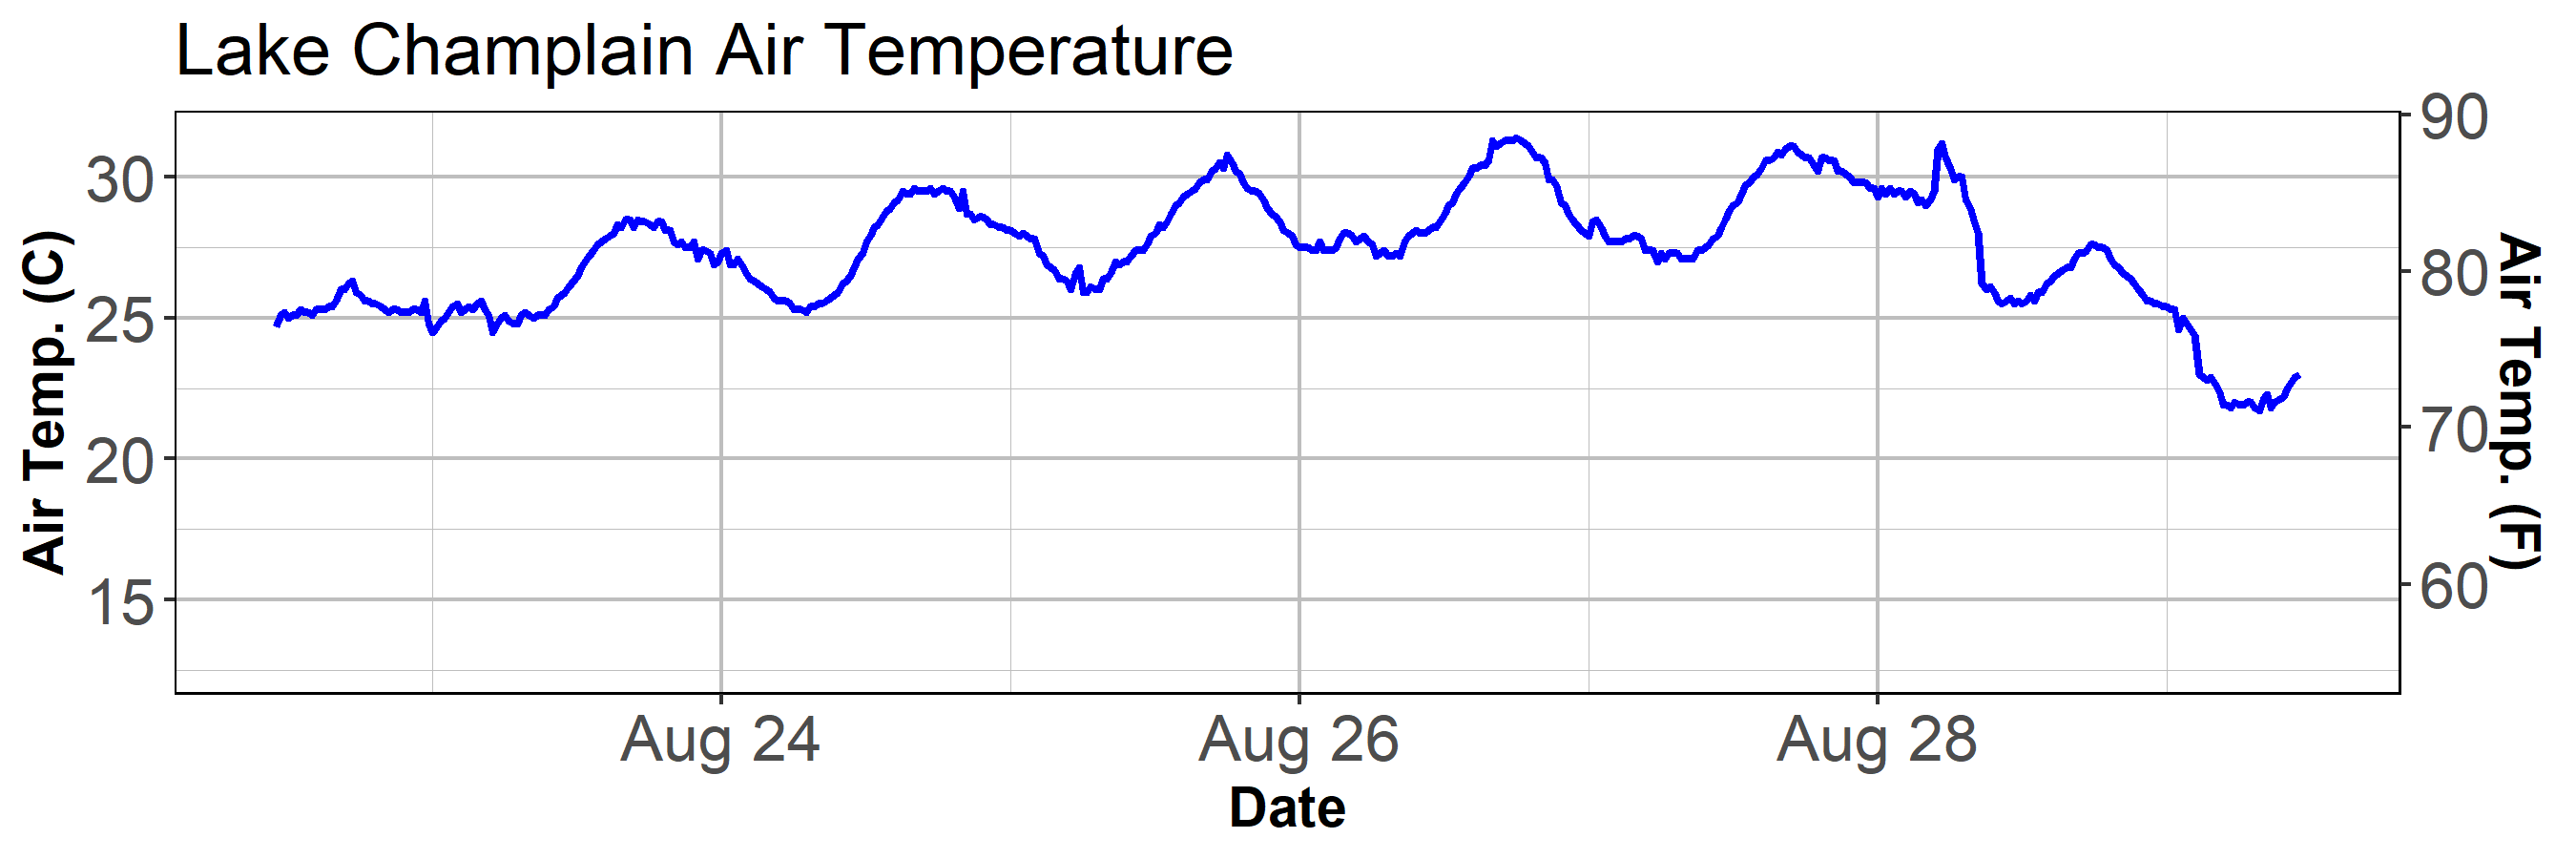 Lake Champlain Air Temperature
Air Temp. (C)
30
25
20
15
90
80
70
60
Air Temp. (F)
Aug 24 Aug 26 Aug 28
Date